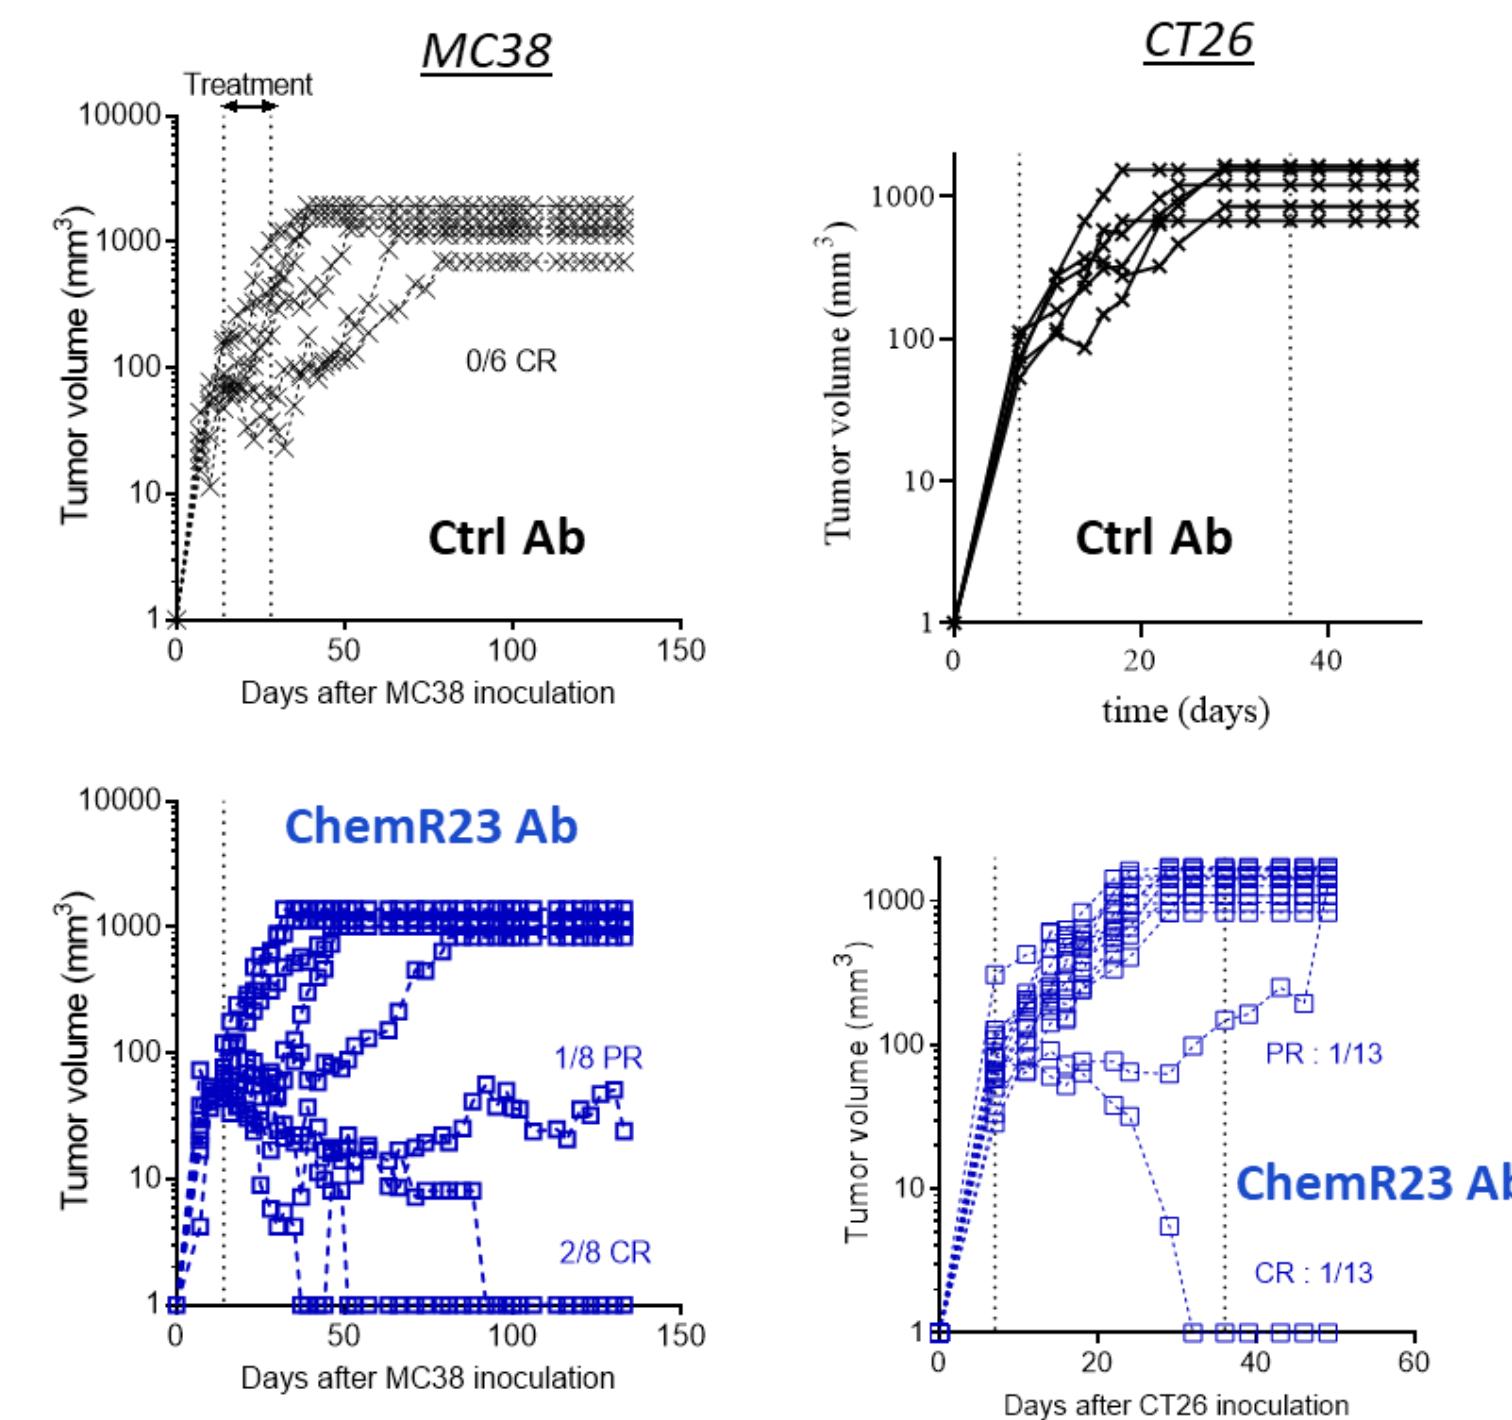 MC38
Treatment
10000
1000
100
10
1
0 50 100 150
Tumor volume (mm3)
0/6 CR
Ctrl Ab
Days after MC38 inoculation
CT26
1000
100
10
1
0 20 40
Tumor volume (mm3)
Ctrl Ab
time (days)
10000
1000
100
10
1
0 50 100 150
Tumor volume (mm3)
ChemR23 Ab
1/8 PR
2/8 CR
Days after MC38 inoculation
1000
100
10
1
0 20 40 60
Tumor volume (mm3)
PR : 1/13
ChemR23 Ab
CR : 1/13
Days after CT26 inoculation